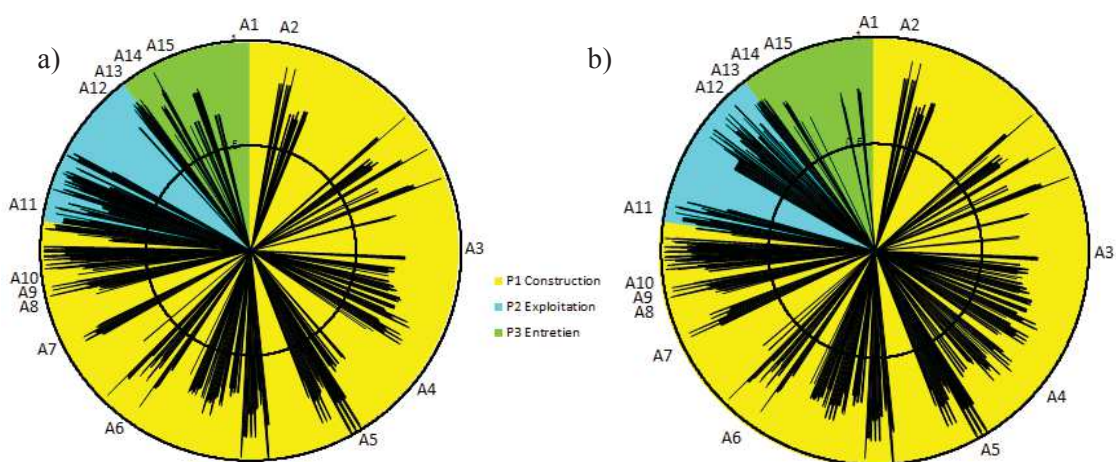 a)
A1
A2
A3
A4
A5
A6
A7
A8
A9
A10
A11
A12
A13
A14
A15
P1 Construction
P2 Exploitation
P3 Entretien
b)
A1
A2
A3
A4
A5
A6
A7
A8
A9
A10
A11
A12
A13
A14
A15